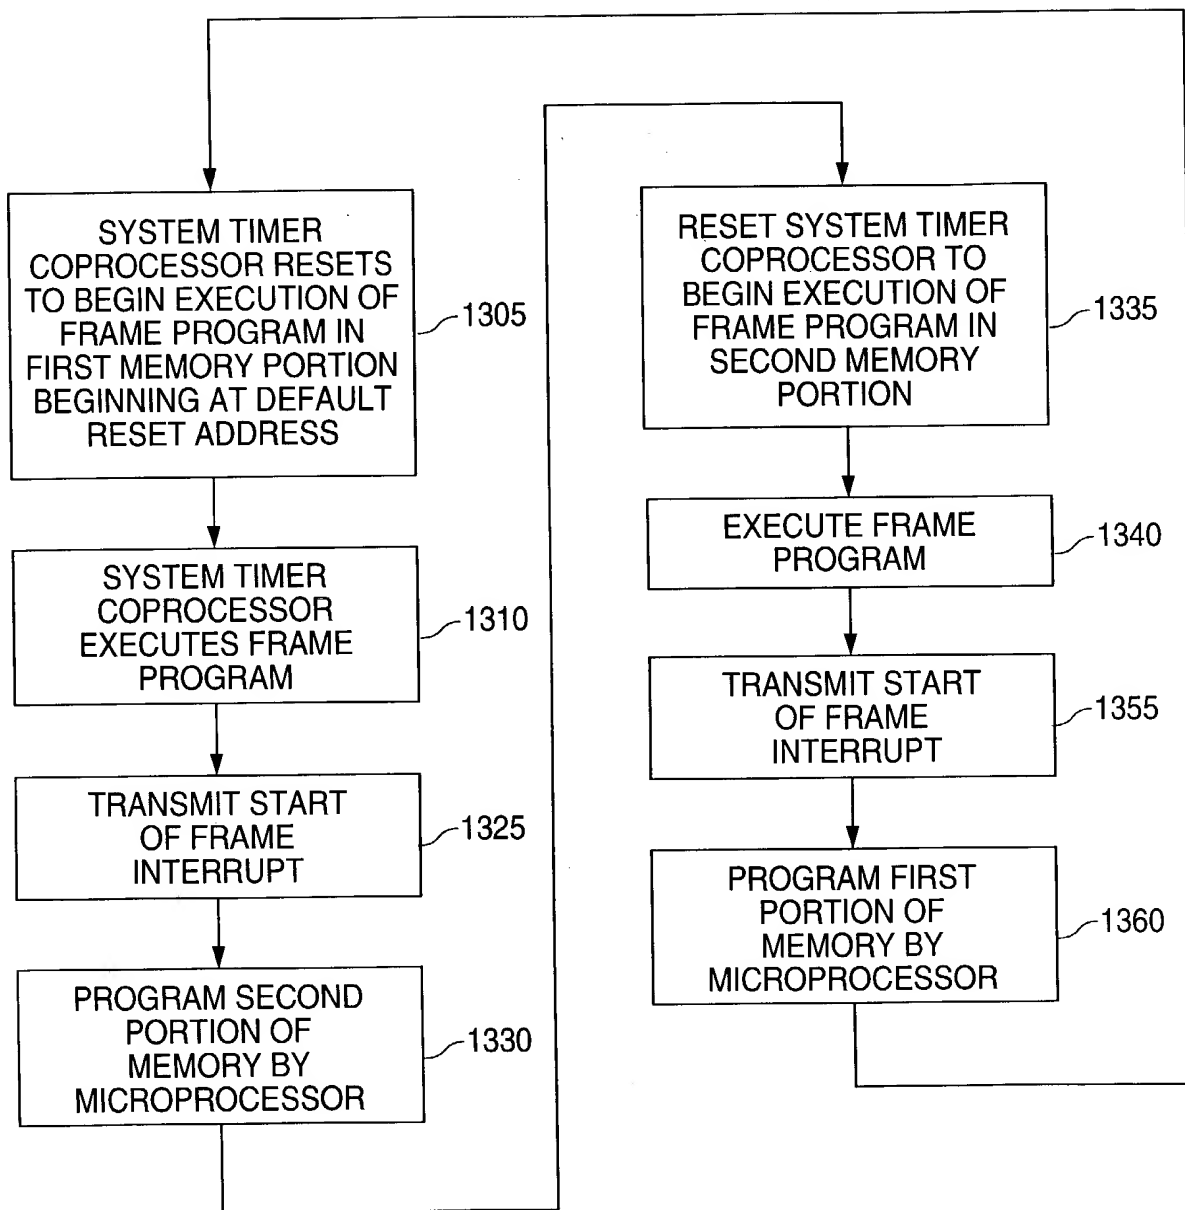 SYSTEM TIMER
COPROCESSOR RESETS
TO BEGIN EXECUTION OF
FRAME PROGRAM IN
FIRST MEMORY PORTION
BEGINNING AT DEFAULT
RESET ADDRESS
1305
SYSTEM TIMER
COPROCESSOR
EXECUTES FRAME
PROGRAM
1310
TRANSMIT START
OF FRAME
INTERRUPT
1325
PROGRAM SECOND
PORTION OF
MEMORY BY
MICROPROCESSOR
1330
RESET SYSTEM TIMER
COPROCESSOR TO
BEGIN EXECUTION OF
FRAME PROGRAM IN
SECOND MEMORY
PORTION
1335
EXECUTE FRAME
PROGRAM
1340
TRANSMIT START
OF FRAME
INTERRUPT
1355
PROGRAM FIRST
PORTION OF
MEMORY BY
MICROPROCESSOR
1360